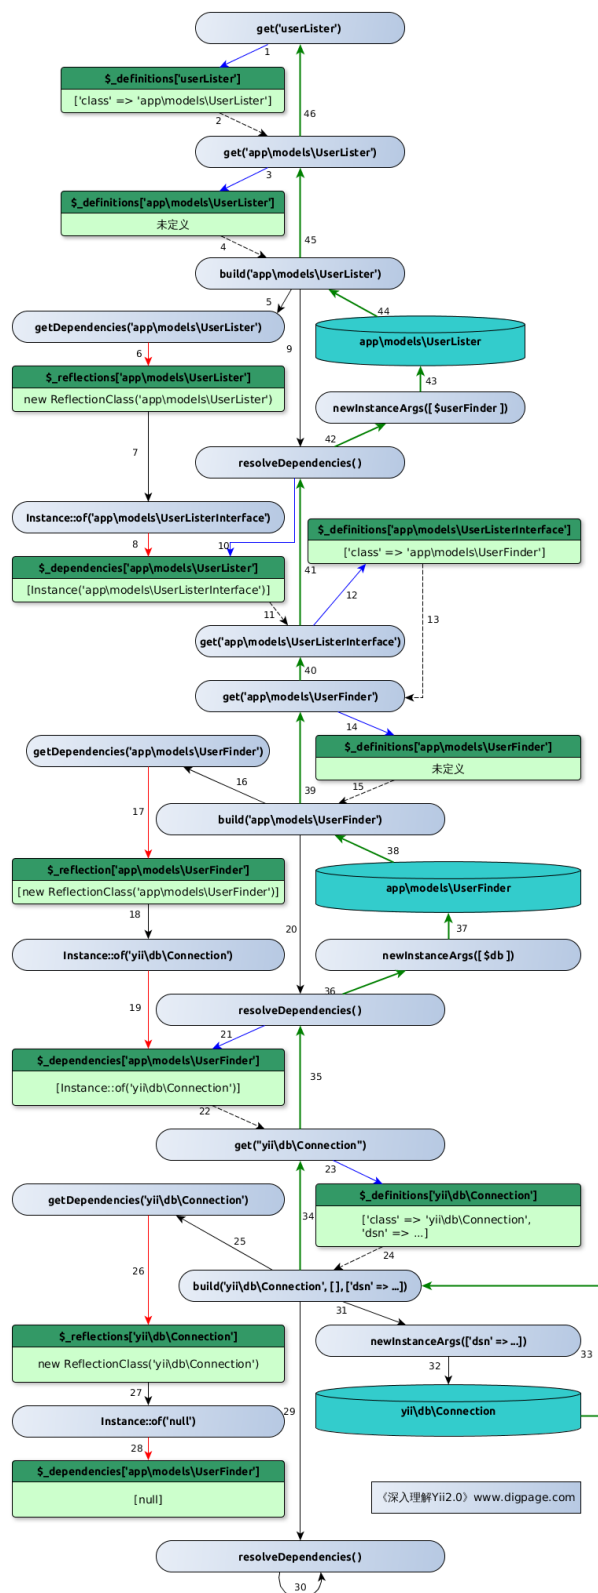 get('userLister')
1
$_definitions['userLister']
['class' => 'app\models\UserLister']
2
46
get('app\models\UserLister')
3
$_definitions['app\models\UserLister']
未定义
4
45
build('app\models\UserLister')
5
44
getDependencies('app\models\UserLister')
9
app\models\UserLister
6
$_reflections['app\models\UserLister']
43
new ReflectionClass('app\models\UserLister')
newInstanceArgs([ $userFinder ])
42
7
resolveDependencies( )
Instance::of('app\models\UserListerInterface')
$_definitions['app\models\UserListerInterface']
8
10
['class' => 'app\models\UserFinder']
$_dependencies['app\models\UserLister']
41
[Instance('app\models\UserListerInterface')]
12
11
13
get('app\models\UserListerInterface')
40
get('app\models\UserFinder')
14
getDependencies('app\models\UserFinder')
$_definitions['app\models\UserFinder']
未定义
16
15
39
17
build('app\models\UserFinder')
38
$_reflection['app\models\UserFinder']
app\models\UserFinder
[new ReflectionClass('app\models\UserFinder')]
18
20
37
Instance::of('yii\db\Connection')
newInstanceArgs([ $db ])
36
19
resolveDependencies( )
21
$_dependencies['app\models\UserFinder']
35
[Instance::of('yii\db\Connection')]
22
get("yii\db\Connection")
23
getDependencies('yii\db\Connection')
$_definitions['yii\db\Connection']
34
['class' => 'yii\db\Connection',
'dsn' => ...]
25
24
26
build('yii\db\Connection', [ ], ['dsn' => ...])
31
$_reflections['yii\db\Connection']
newInstanceArgs(['dsn' => ...])
33
new ReflectionClass('yii\db\Connection')
32
27
29
yii\db\Connection
Instance::of('null')
28
$_dependencies['app\models\UserFinder']
[null]
《深入理解Yii2.0》www.digpage.com
resolveDependencies( )
30